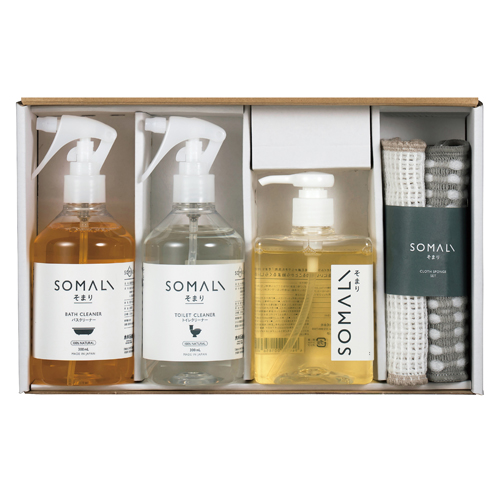 SOMALI
そまり
BATH CLEANER
バスクリーナー
100% NATURAL
300mL
MADE IN JAPAN
SOMALI
そまり
TOILET CLEANER
トイレクリーナー
100% NATURAL
300mL
MADE IN JAPAN
SOMALI
そまり
SOMALI
そまり
CLOTH SPONGE
SET